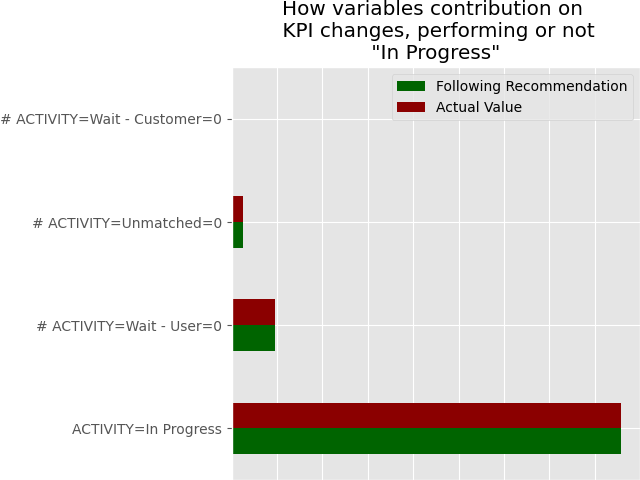 How variables contribution on
KPI changes, performing or not
"In Progress"
Following Recommendation
Actual Value
# ACTIVITY=Wait - Customer=0
# ACTIVITY=Unmatched=0
# ACTIVITY=Wait - User=0
ACTIVITY=In Progress